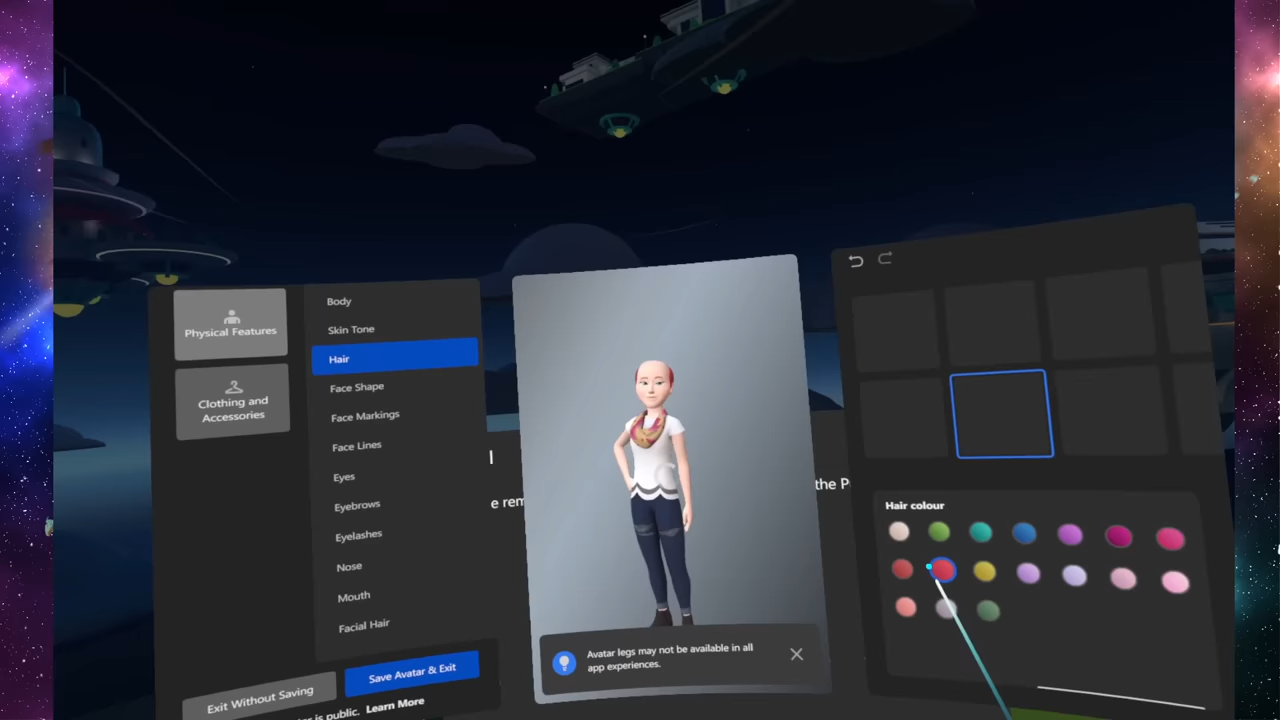 Physical Features
Clothing and
Accessories
Body
Skin Tone
Hair
Face Shape
Face Markings
Face Lines
Eyes
Eyebrows
Eyelashes
Nose
Mouth
Facial Hair
Exit Without Saving
Save Avatar & Exit
is public. Learn More
the
Avatar legs may not be available in all
app experiences.
Hair colour